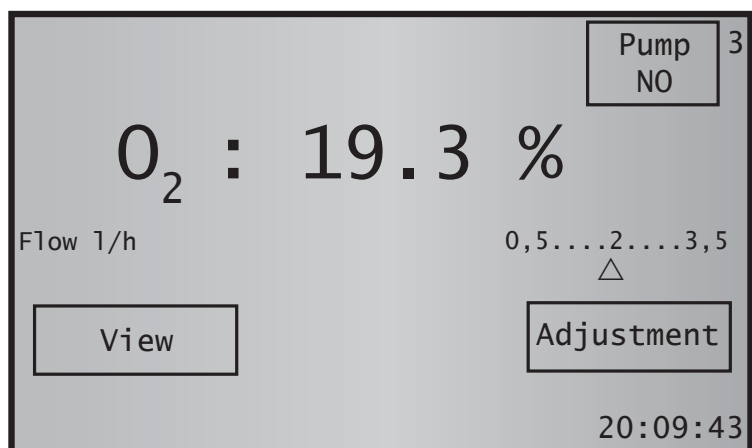 Pump 3
NO
O₂ : 19.3 %
Flow l/h 0,5....2....3,5
View Adjustment
20:09:43